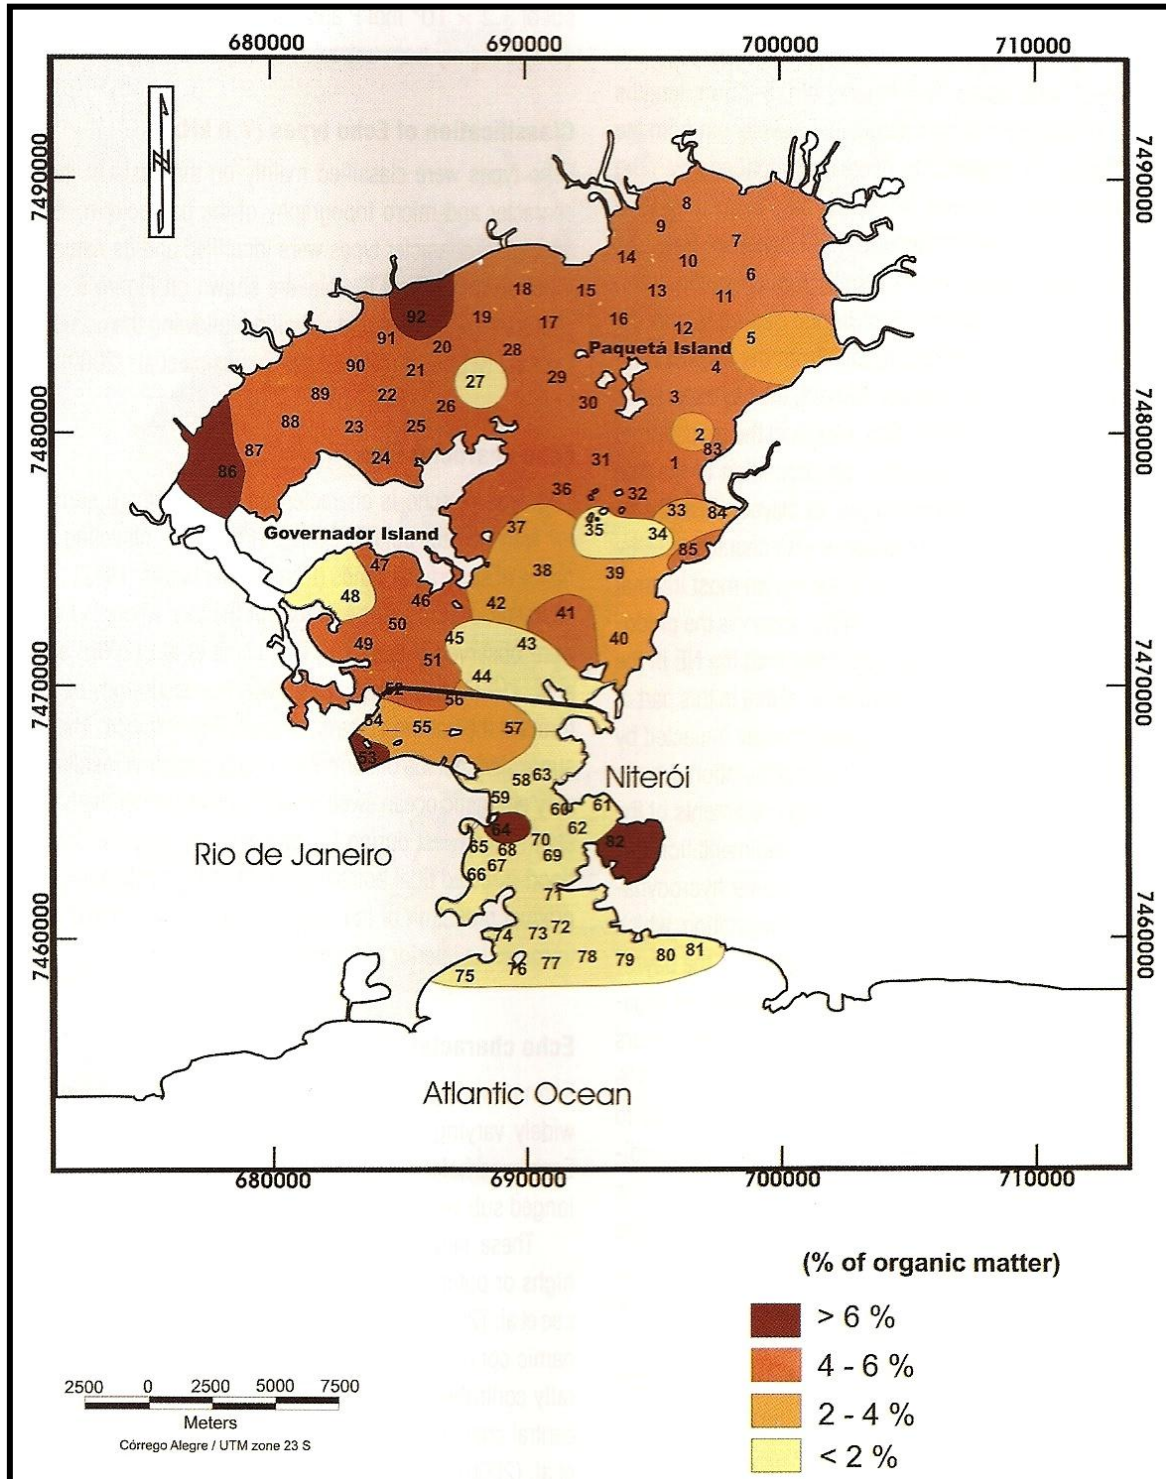 680000 690000 700000 710000
N
7490000
7490000
8
9
7
14 10
6
18 15 13 11
92 19 17 16 12
91 5
20 28 Paquetá Island
90 21 4
27 29
89 22 3
26 30
88 23 25 2
87 24 83
86 31 1
7480000
7480000
36 32
33 84
37 35 34
Governador Island
85
47 38 39
48 46 42 41
50 45 43 40
49 51 44
52 56
7470000
7470000
54 55 57
53
58 63
Niterói
59 60 61
64 62 82
65 68 70 69
Rio de Janeiro
66 67
71
74 73 72
7460000
7460000
75 76 77 78 79 80 81
Atlantic Ocean
680000 690000 700000 710000
(% of organic matter)
> 6 %
4 - 6 %
2 - 4 %
< 2 %
2500 0 2500 5000 7500
Meters
Córrego Alegre / UTM zone 23 S